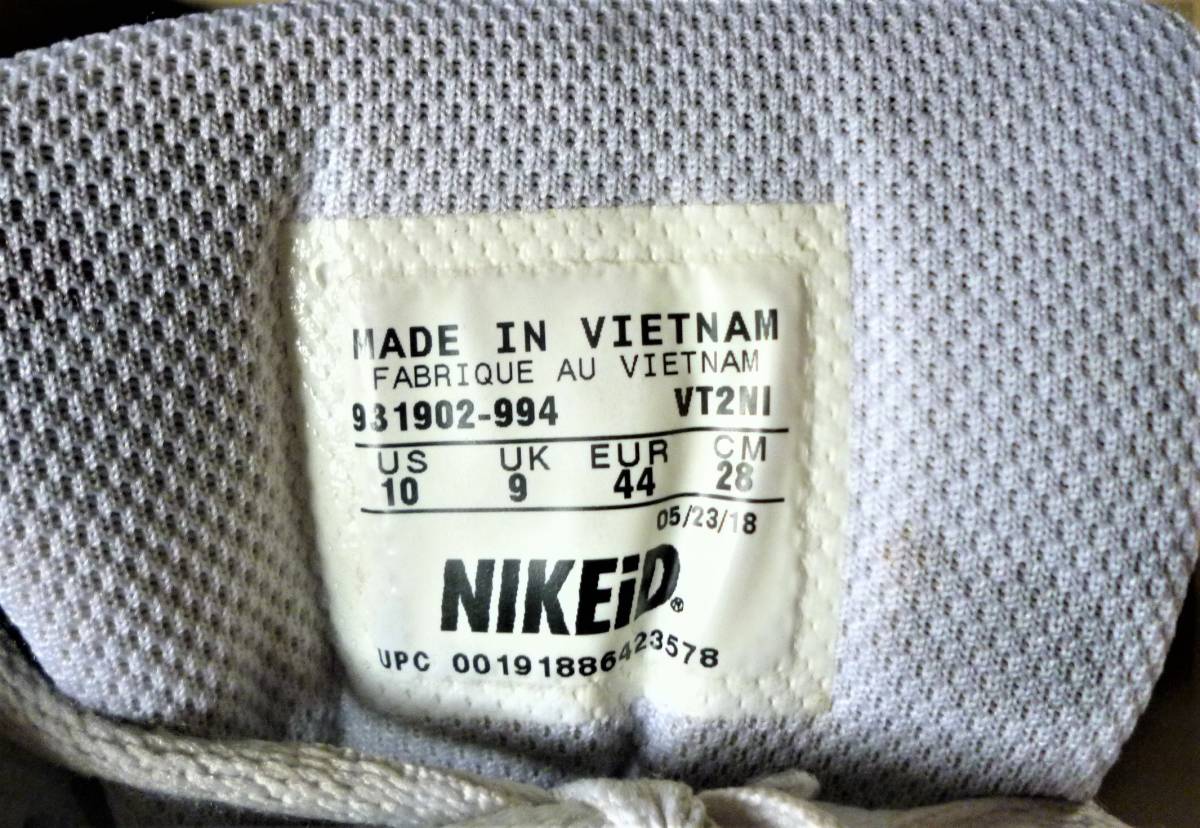 MADE IN VIETNAM
FABRIQUE AU VIETNAM
931902-994 VT2NI
US UK EUR CM
10 9 44 28
05/23/18
NIKEiD®
UPC 00191886423578